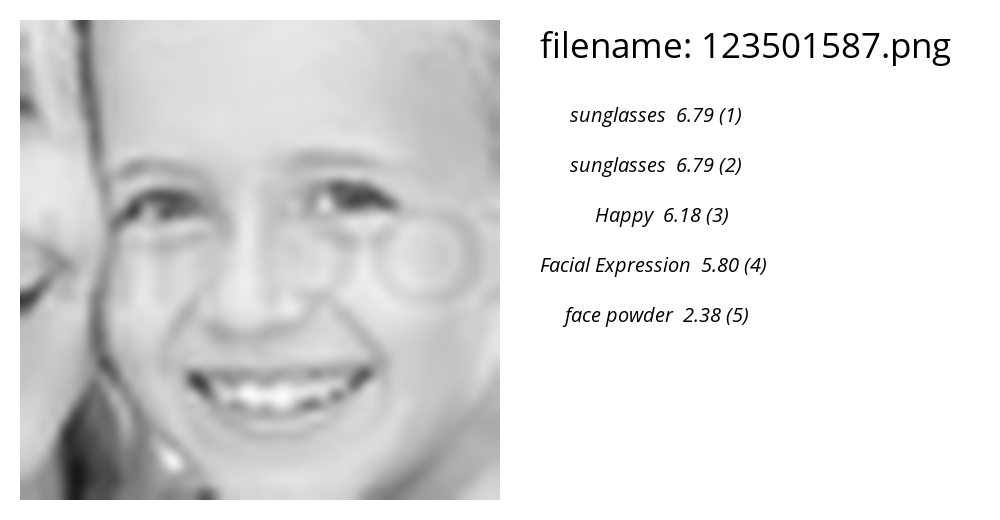 filename: 123501587.png
sunglasses 6.79 (1)
sunglasses 6.79 (2)
Happy 6.18 (3)
Facial Expression 5.80 (4)
face powder 2.38 (5)